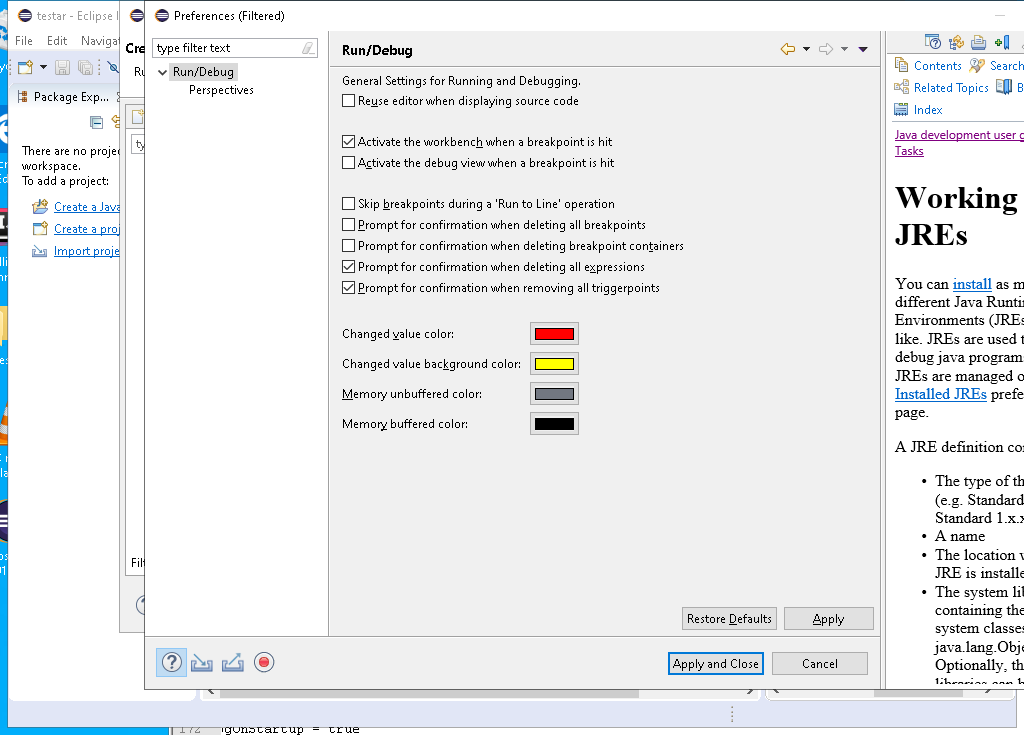 testar - Eclipse I
Preferences (Filtered)
File Edit Naviga
Cre
Ru
type filter text
Run/Debug
Perspectives
Package Exp...
There are no proje
workspace.
To add a project:
Create a Java
Create a proj
Import proje
ty
Filt
Run/Debug
General Settings for Running and Debugging.
Reuse editor when displaying source code
Activate the workbench when a breakpoint is hit
Activate the debug view when a breakpoint is hit
Skip breakpoints during a 'Run to Line' operation
Prompt for confirmation when deleting all breakpoints
Prompt for confirmation when deleting breakpoint containers
Prompt for confirmation when deleting all expressions
Prompt for confirmation when removing all triggerpoints
Changed value color:
Changed value background color:
Memory unbuffered color:
Memory buffered color:
Restore Defaults Apply
Apply and Close Cancel
Contents Search
Related Topics B
Index
Java development user g
Tasks
Working
JREs
You can install as m
different Java Runti
Environments (JREs
like. JREs are used t
debug java program
JREs are managed o
Installed JREs prefe
page.
A JRE definition co
• The type of th
(e.g. Standard
Standard 1.x.x
• A name
• The location w
JRE is installe
• The system lib
containing the
system classes
java.lang.Obje
Optionally, th
libraries can b
172 gOnStartup = true